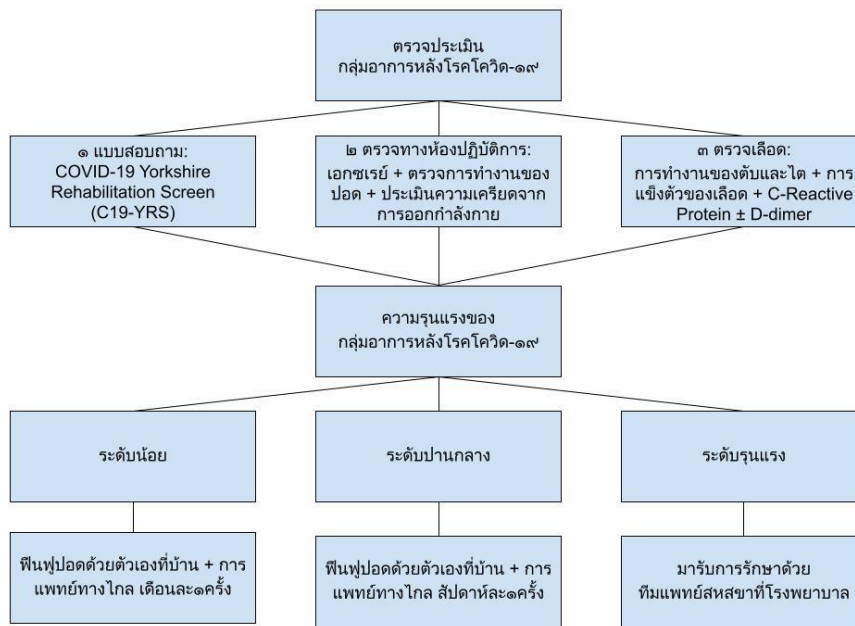 ตรวจประเมิน
กลุ่มอาการหลังโรคโควิด-๑๙
๑ แบบสอบถาม:
COVID-19 Yorkshire
Rehabilitation Screen
(C19-YRS)
๒ ตรวจทางห้องปฏิบัติการ:
เอกซเรย์ + ตรวจการทำงานของ
ปอด + ประเมินความเครียดจาก
การออกกำลังกาย
๓ ตรวจเลือด:
การทำงานของตับและไต + การ
แข็งตัวของเลือด + C-Reactive
Protein ± D-dimer
ความรุนแรงของ
กลุ่มอาการหลังโรคโควิด-๑๙
ระดับน้อย
ระดับปานกลาง
ระดับรุนแรง
ฟื้นฟูปอดด้วยตัวเองที่บ้าน + การ
แพทย์ทางไกล เดือนละ๑ครั้ง
ฟื้นฟูปอดด้วยตัวเองที่บ้าน + การ
แพทย์ทางไกล สัปดาห์ละ๑ครั้ง
มารับการรักษาด้วย
ทีมแพทย์สหสขาที่โรงพยาบาล